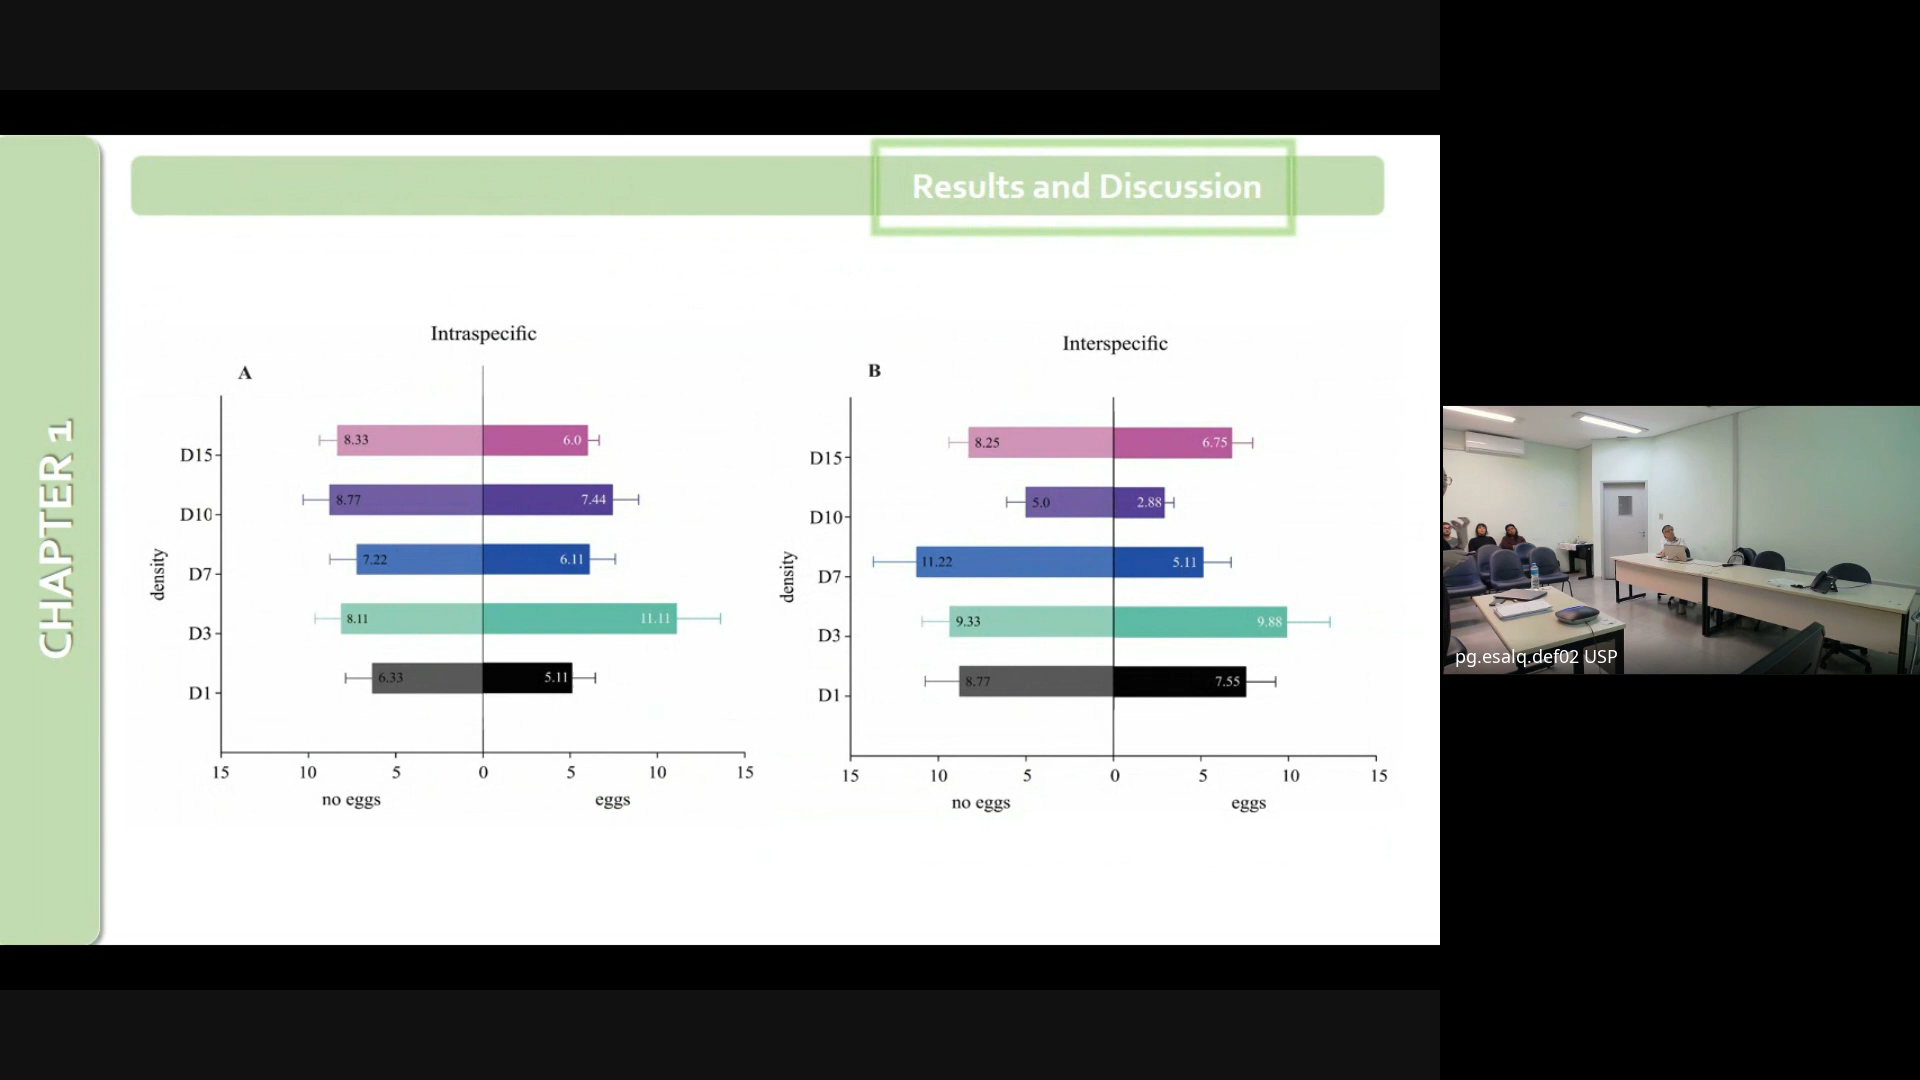 Results and Discussion
CHAPTER 1
Intraspecific
A
density
D15
8.33
6.0
D10
8.77
7.44
D7
7.22
6.11
D3
8.11
11.11
D1
6.33
5.11
15 10 5 0 5 10 15
no eggs eggs
Interspecific
B
density
D15
8.25
6.75
D10
5.0
2.88
D7
11.22
5.11
D3
9.33
9.88
D1
8.77
7.55
15 10 5 0 5 10 15
no eggs eggs
pg.esalq.def02 USP